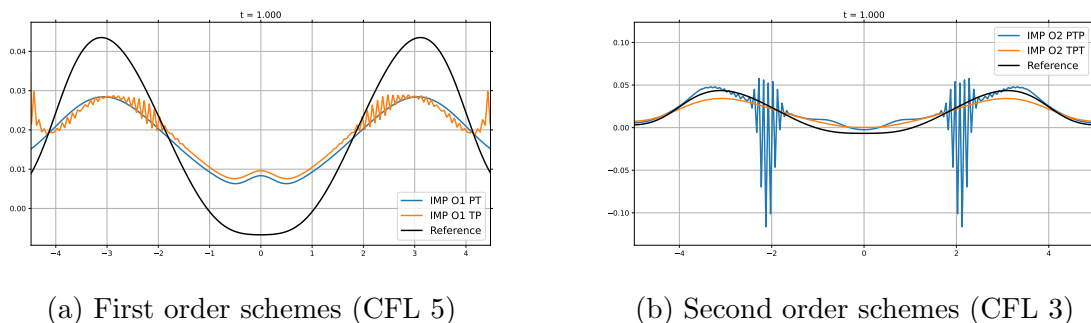 t = 1.000
0.04
0.03
0.02
0.01
0.00
IMP O1 PT
IMP O1 TP
Reference
−4 −3 −2 −1 0 1 2 3 4
(a) First order schemes (CFL 5)
t = 1.000
0.10
0.05
0.00
−0.05
−0.10
IMP O2 PTP
IMP O2 TPT
Reference
−4 −2 0 2 4
(b) Second order schemes (CFL 3)